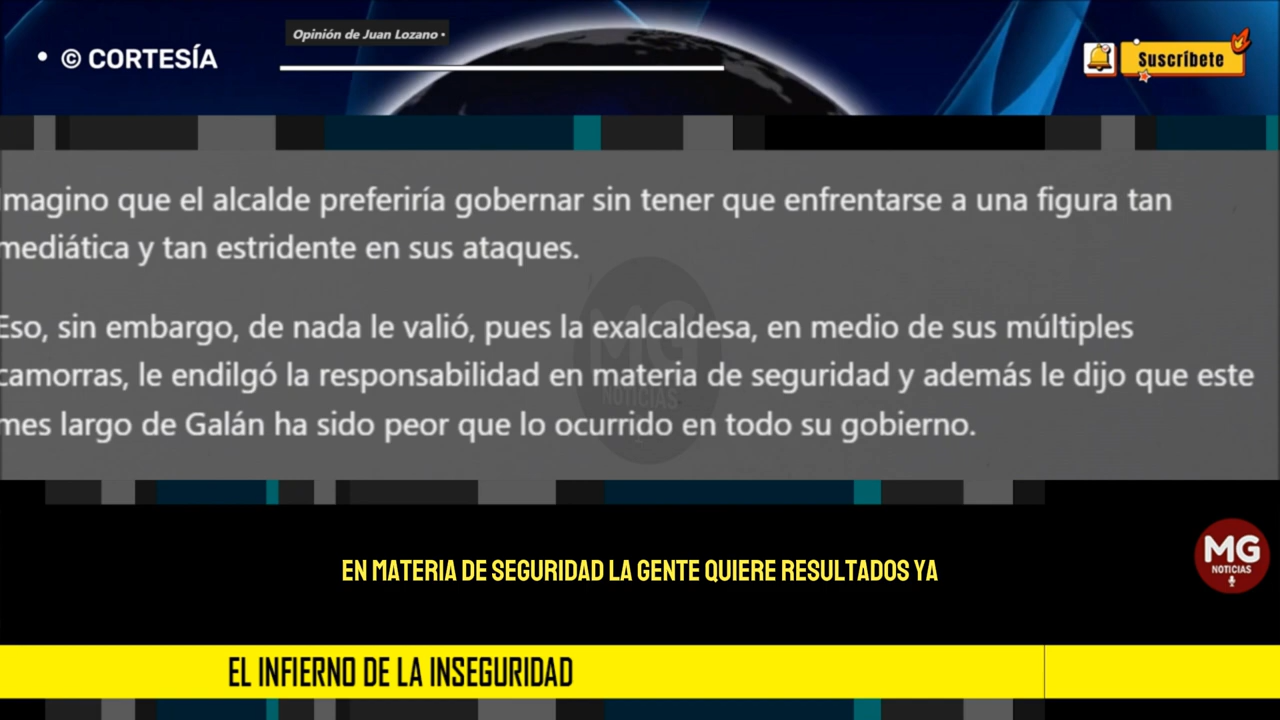 Opinión de Juan Lozano •
• © CORTESÍA
Suscríbete
Imagino que el alcalde preferiría gobernar sin tener que enfrentarse a una figura tan
mediática y tan estridente en sus ataques.
Eso, sin embargo, de nada le valió, pues la exalcaldesa, en medio de sus múltiples
camorras, le endilgó la responsabilidad en materia de seguridad y además le dijo que este
mes largo de Galán ha sido peor que lo ocurrido en todo su gobierno.
MG
NOTICIAS
EN MATERIA DE SEGURIDAD LA GENTE QUIERE RESULTADOS YA
MG
NOTICIAS
EL INFIERNO DE LA INSEGURIDAD